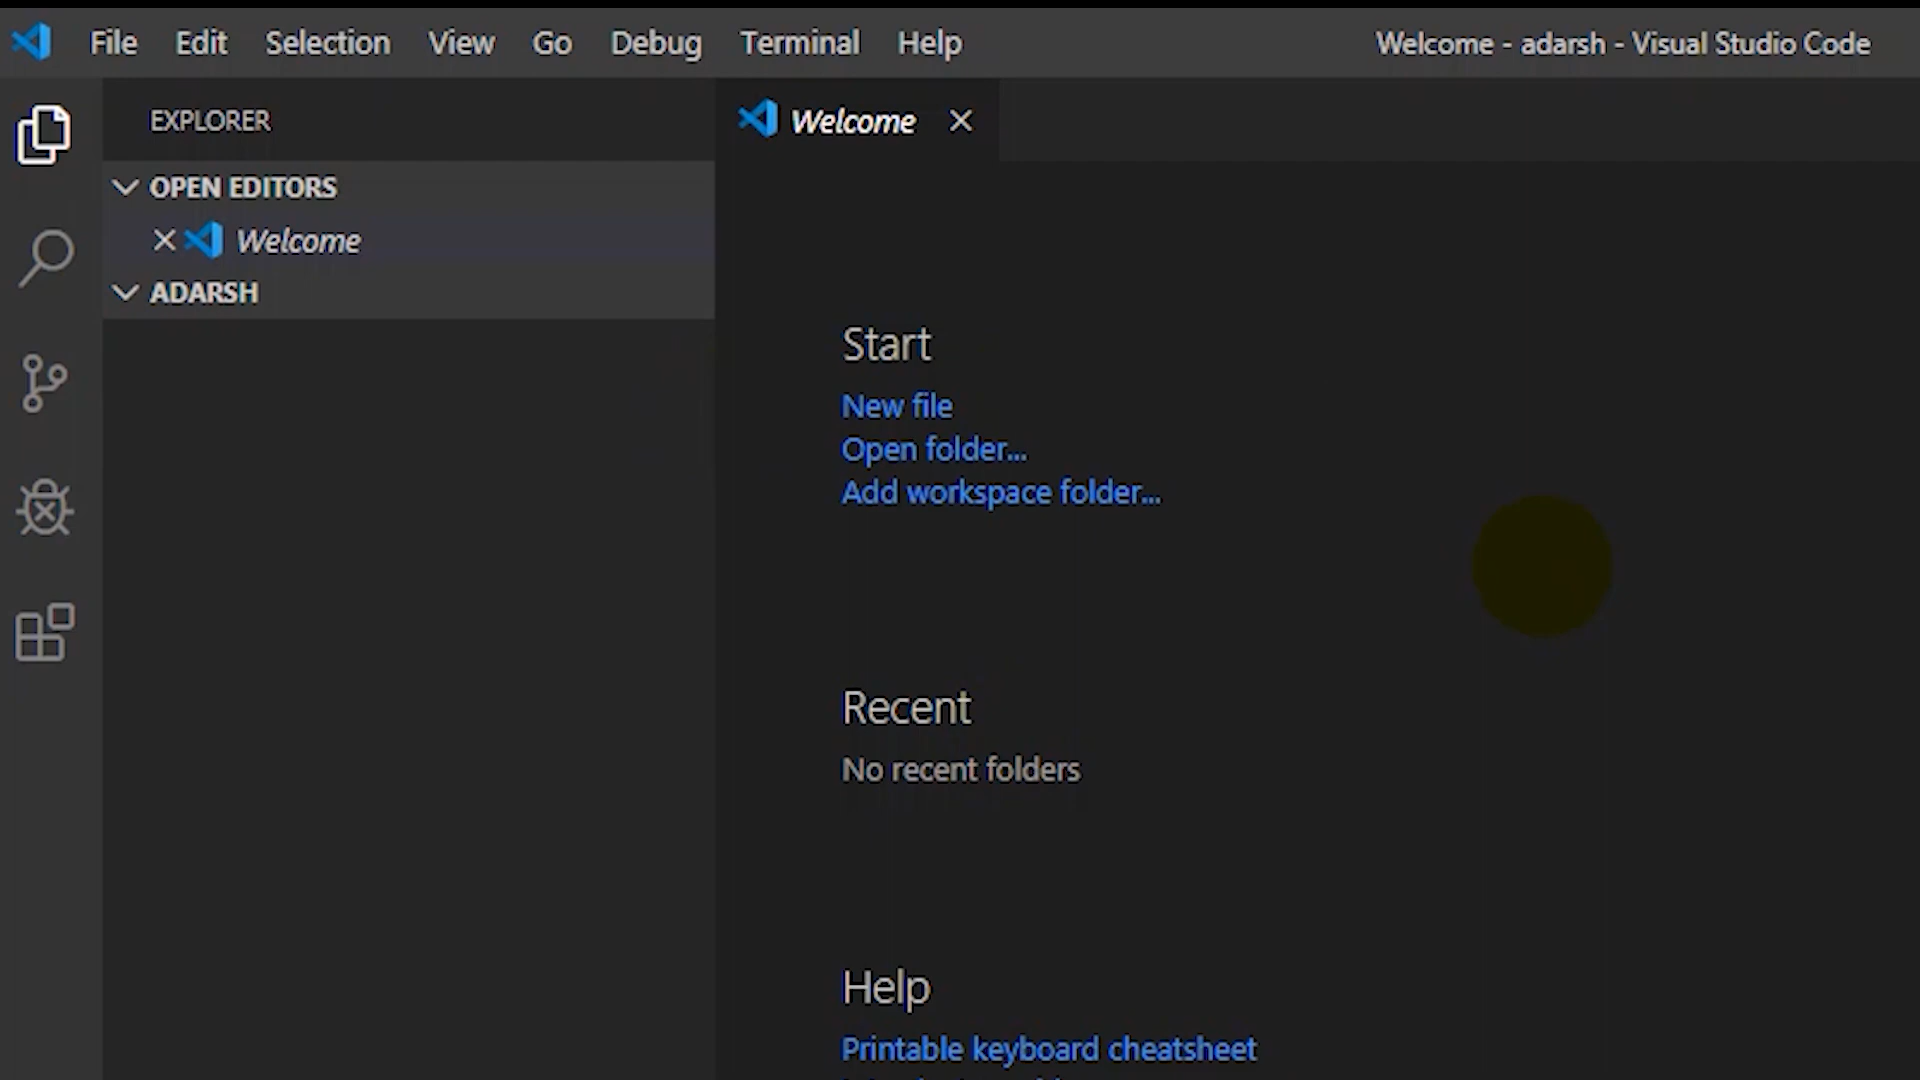 File Edit Selection View Go Debug Terminal Help
Welcome - adarsh - Visual Studio Code
EXPLORER
OPEN EDITORS
Welcome
ADARSH
Welcome
Start
New file
Open folder...
Add workspace folder...
Recent
No recent folders
Help
Printable keyboard cheatsheet